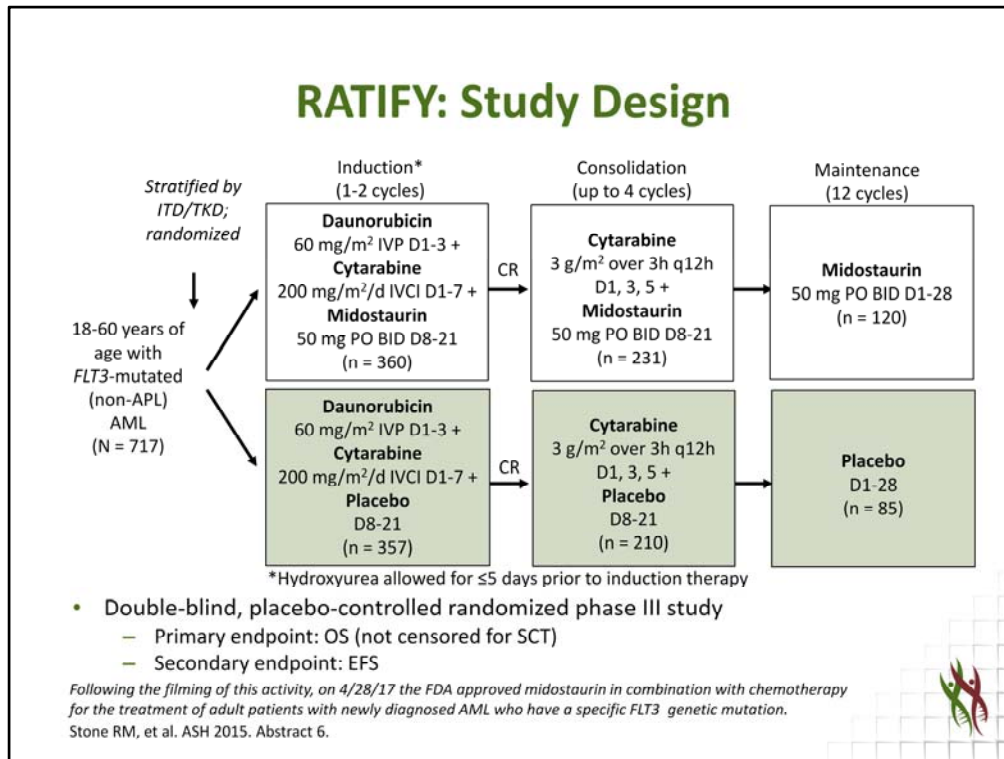 RATIFY: Study Design
Stratified by
ITD/TKD;
randomized
18-60 years of
age with
FLT3-mutated
(non-APL)
AML
(N = 717)
Induction*
(1-2 cycles)
Daunorubicin
60 mg/m² IVP D1-3 +
Cytarabine
200 mg/m²/d IVCI D1-7 +
Midostaurin
50 mg PO BID D8-21
(n = 360)
CR
Consolidation
(up to 4 cycles)
Cytarabine
3 g/m² over 3h q12h
D1, 3, 5 +
Midostaurin
50 mg PO BID D8-21
(n = 231)
Maintenance
(12 cycles)
Midostaurin
50 mg PO BID D1-28
(n = 120)
Daunorubicin
60 mg/m² IVP D1-3 +
Cytarabine
200 mg/m²/d IVCI D1-7 +
Placebo
D8-21
(n = 357)
CR
Cytarabine
3 g/m² over 3h q12h
D1, 3, 5 +
Placebo
D8-21
(n = 210)
Placebo
D1-28
(n = 85)
*Hydroxyurea allowed for ≤5 days prior to induction therapy
• Double-blind, placebo-controlled randomized phase III study
– Primary endpoint: OS (not censored for SCT)
– Secondary endpoint: EFS
Following the filming of this activity, on 4/28/17 the FDA approved midostaurin in combination with chemotherapy
for the treatment of adult patients with newly diagnosed AML who have a specific FLT3 genetic mutation.
Stone RM, et al. ASH 2015. Abstract 6.